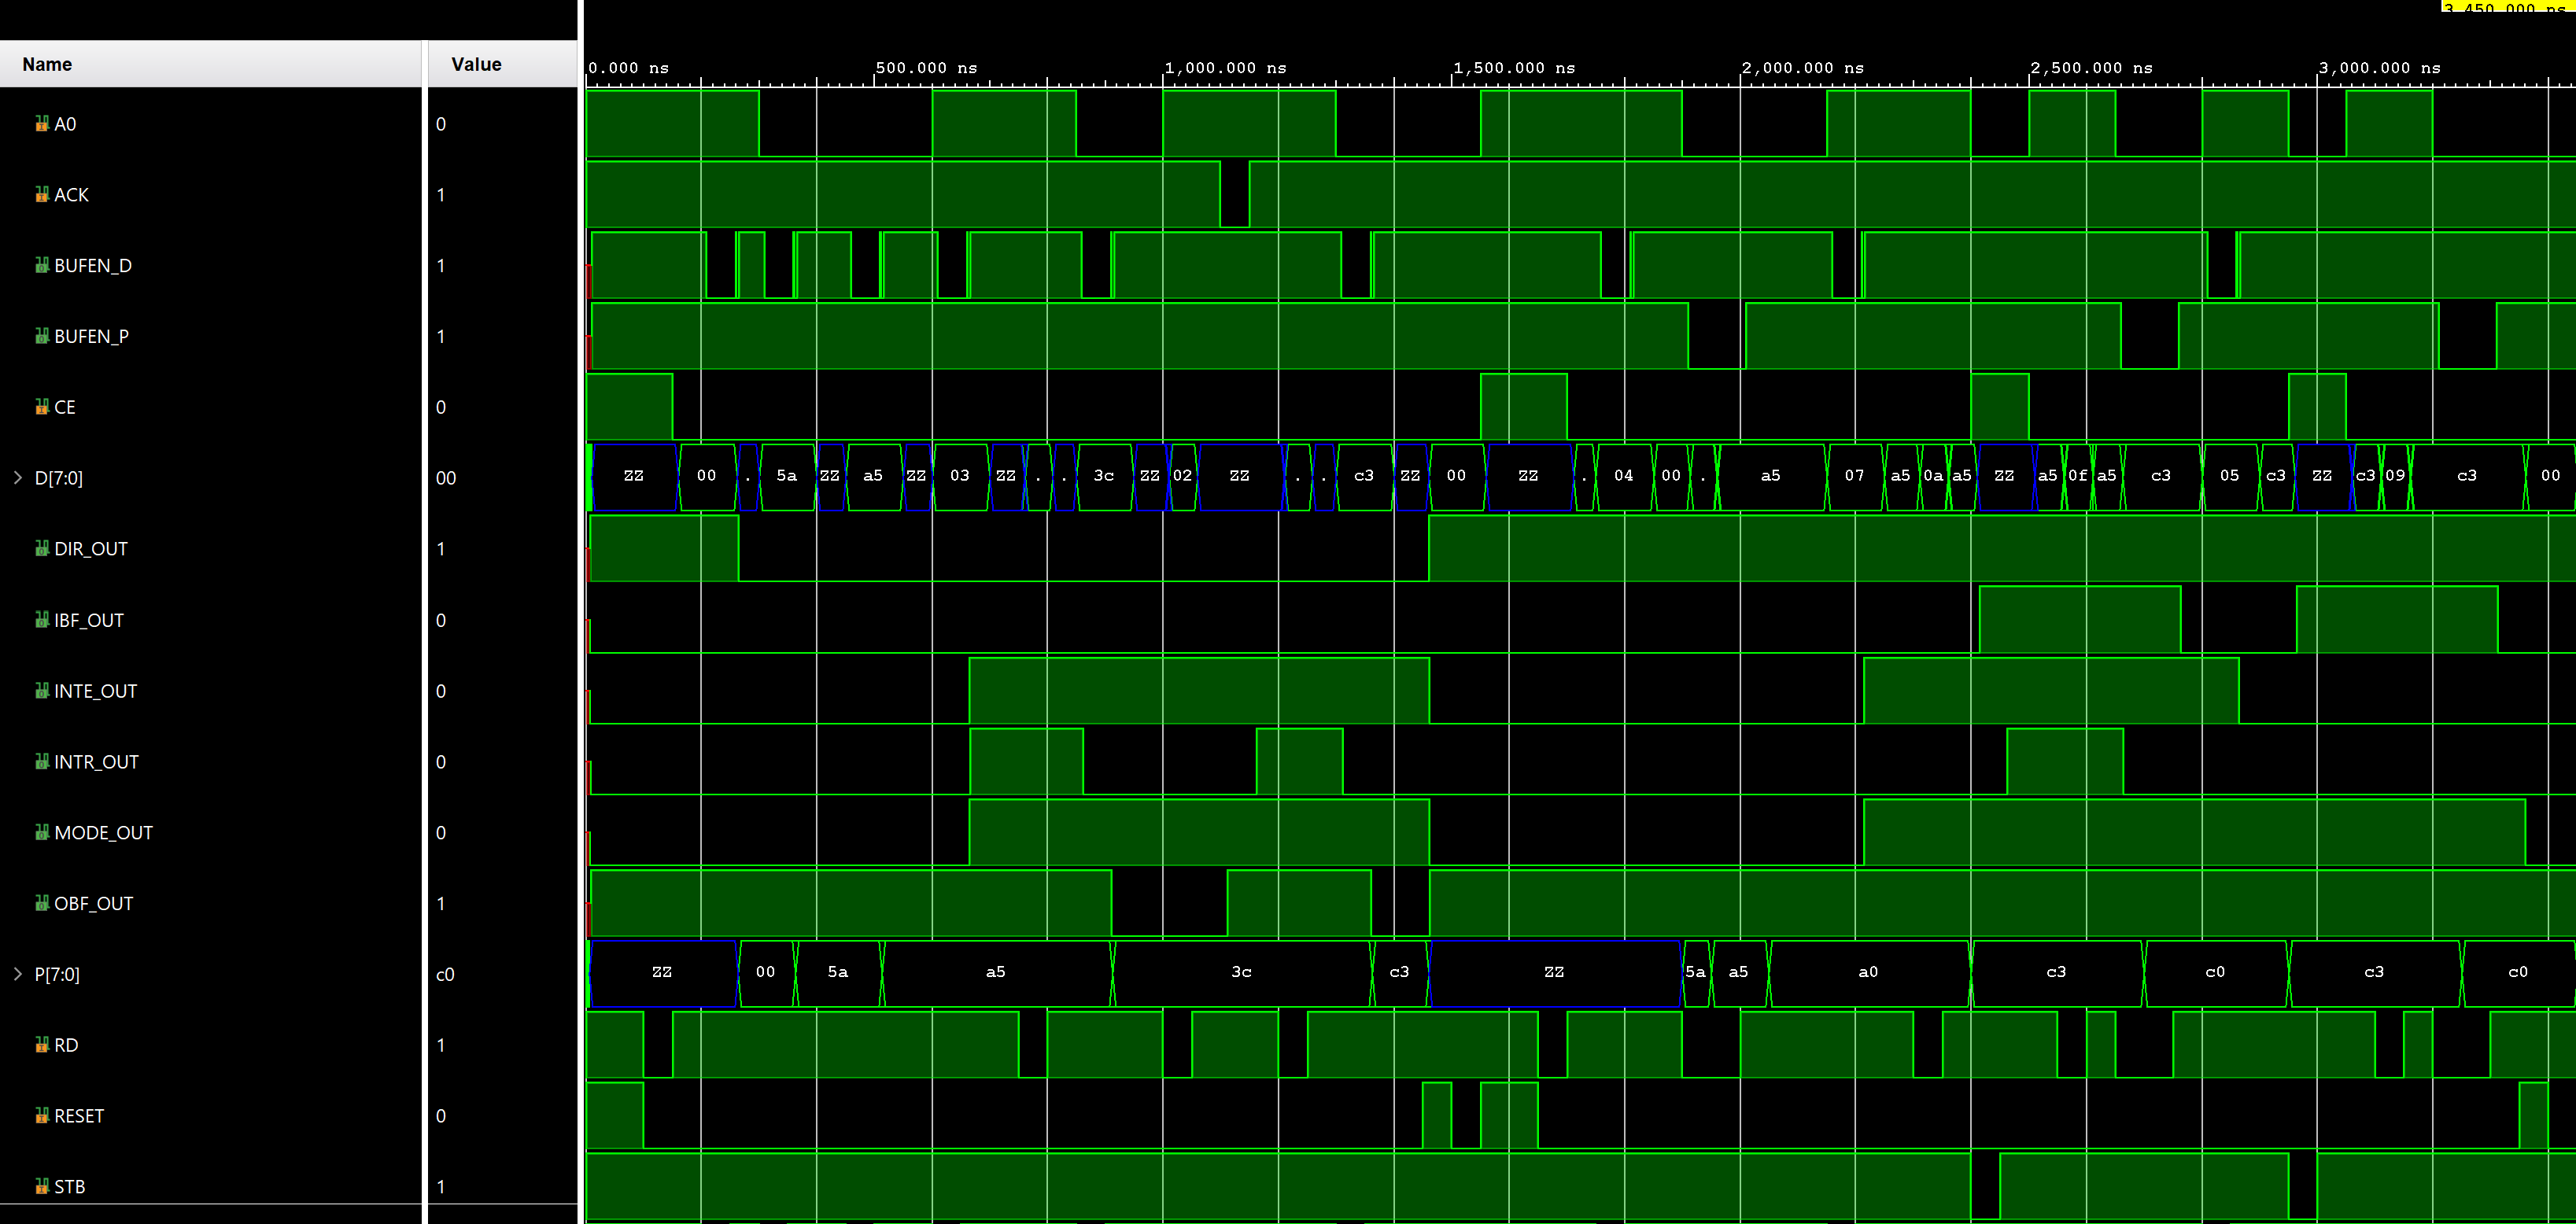 3,450.000 ns
Name Value
0.000 ns 500.000 ns 1,000.000 ns 1,500.000 ns 2,000.000 ns 2,500.000 ns 3,000.000 ns
A0 0
ACK 1
BUFEN_D 1
BUFEN_P 1
CE 0
D[7:0] 00 ZZ 00 . 5a ZZ a5 ZZ 03 ZZ . . 3c ZZ 02 ZZ . . c3 ZZ 00 ZZ . 04 00 . a5 07 a5 0a a5 ZZ a5 0f a5 c3 05 c3 ZZ c3 09 c3 00
DIR_OUT 1
IBF_OUT 0
INTE_OUT 0
INTR_OUT 0
MODE_OUT 0
OBF_OUT 1
P[7:0] c0 ZZ 00 5a a5 3c c3 ZZ 5a a5 a0 c3 c0 c3 c0
RD 1
RESET 0
STB 1